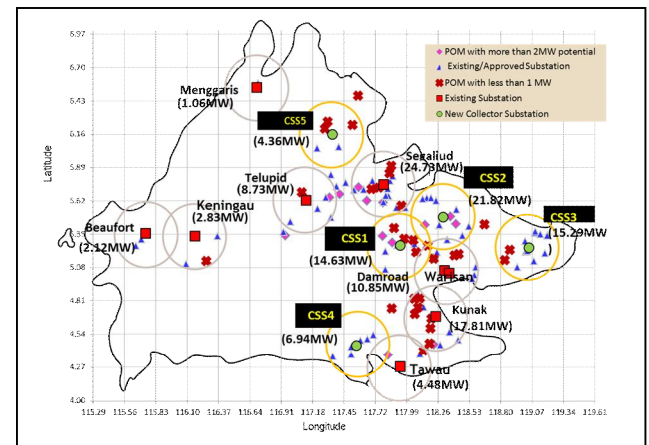 6.97
6.70
6.43
6.16
5.89
5.62
5.39
5.08
4.81
4.54
4.27
4.00
Latitude
115.29 115.56 115.83 116.10 116.37 116.64 116.91 117.18 117.45 117.72 117.99 118.26 118.53 118.80 119.07 119.34 119.61
Longitude
POM with more than 2MW potential
Existing/Approved Substation
POM with less than 1 MW
Existing Substation
New Collector Substation
Menggaris
(1.06MW)
CSS5
(4.36MW)
Telupid
(8.73MW)
(24.73MW)
CSS2
(21.82MW)
Keningau
(2.83MW)
Beaufort
(2.12MW)
CSS1
(14.63MW)
CSS3
(15.29MW
)
Damroad
(10.85MW)
Warisan
CSS4
(6.94MW)
Kunak
(17.81MW)
Tawau
(4.48MW)